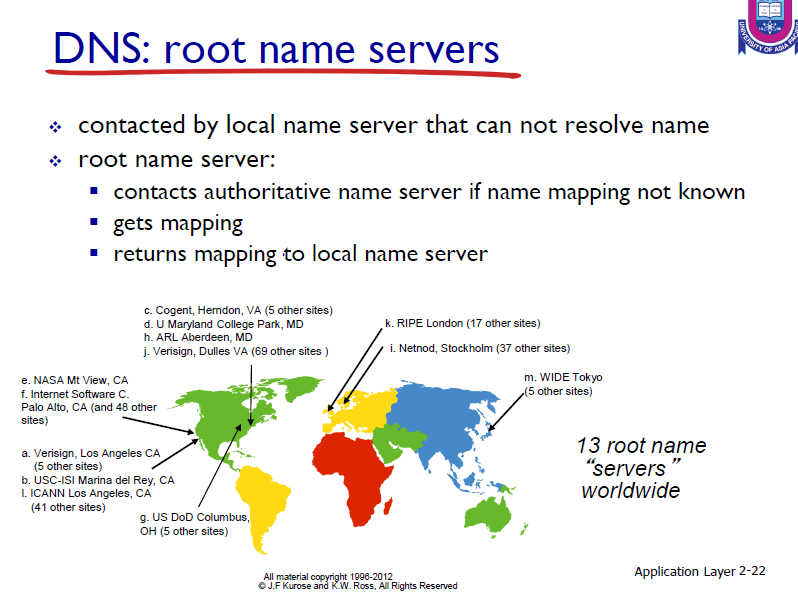 DNS: root name servers
UNIVERSITY OF ASIA PACIFIC
contacted by local name server that can not resolve name
root name server:
contacts authoritative name server if name mapping not known
gets mapping
returns mapping to local name server
c. Cogent, Herndon, VA (5 other sites)
d. U Maryland College Park, MD
h. ARL Aberdeen, MD
j. Verisign, Dulles VA (69 other sites )
k. RIPE London (17 other sites)
i. Netnod, Stockholm (37 other sites)
e. NASA Mt View, CA
f. Internet Software C.
Palo Alto, CA (and 48 other
sites)
m. WIDE Tokyo
(5 other sites)
a. Verisign, Los Angeles CA
(5 other sites)
b. USC-ISI Marina del Rey, CA
l. ICANN Los Angeles, CA
(41 other sites)
g. US DoD Columbus,
OH (5 other sites)
13 root name
“servers”
worldwide
All material copyright 1996-2012
© J.F Kurose and K.W. Ross, All Rights Reserved
Application Layer 2-22